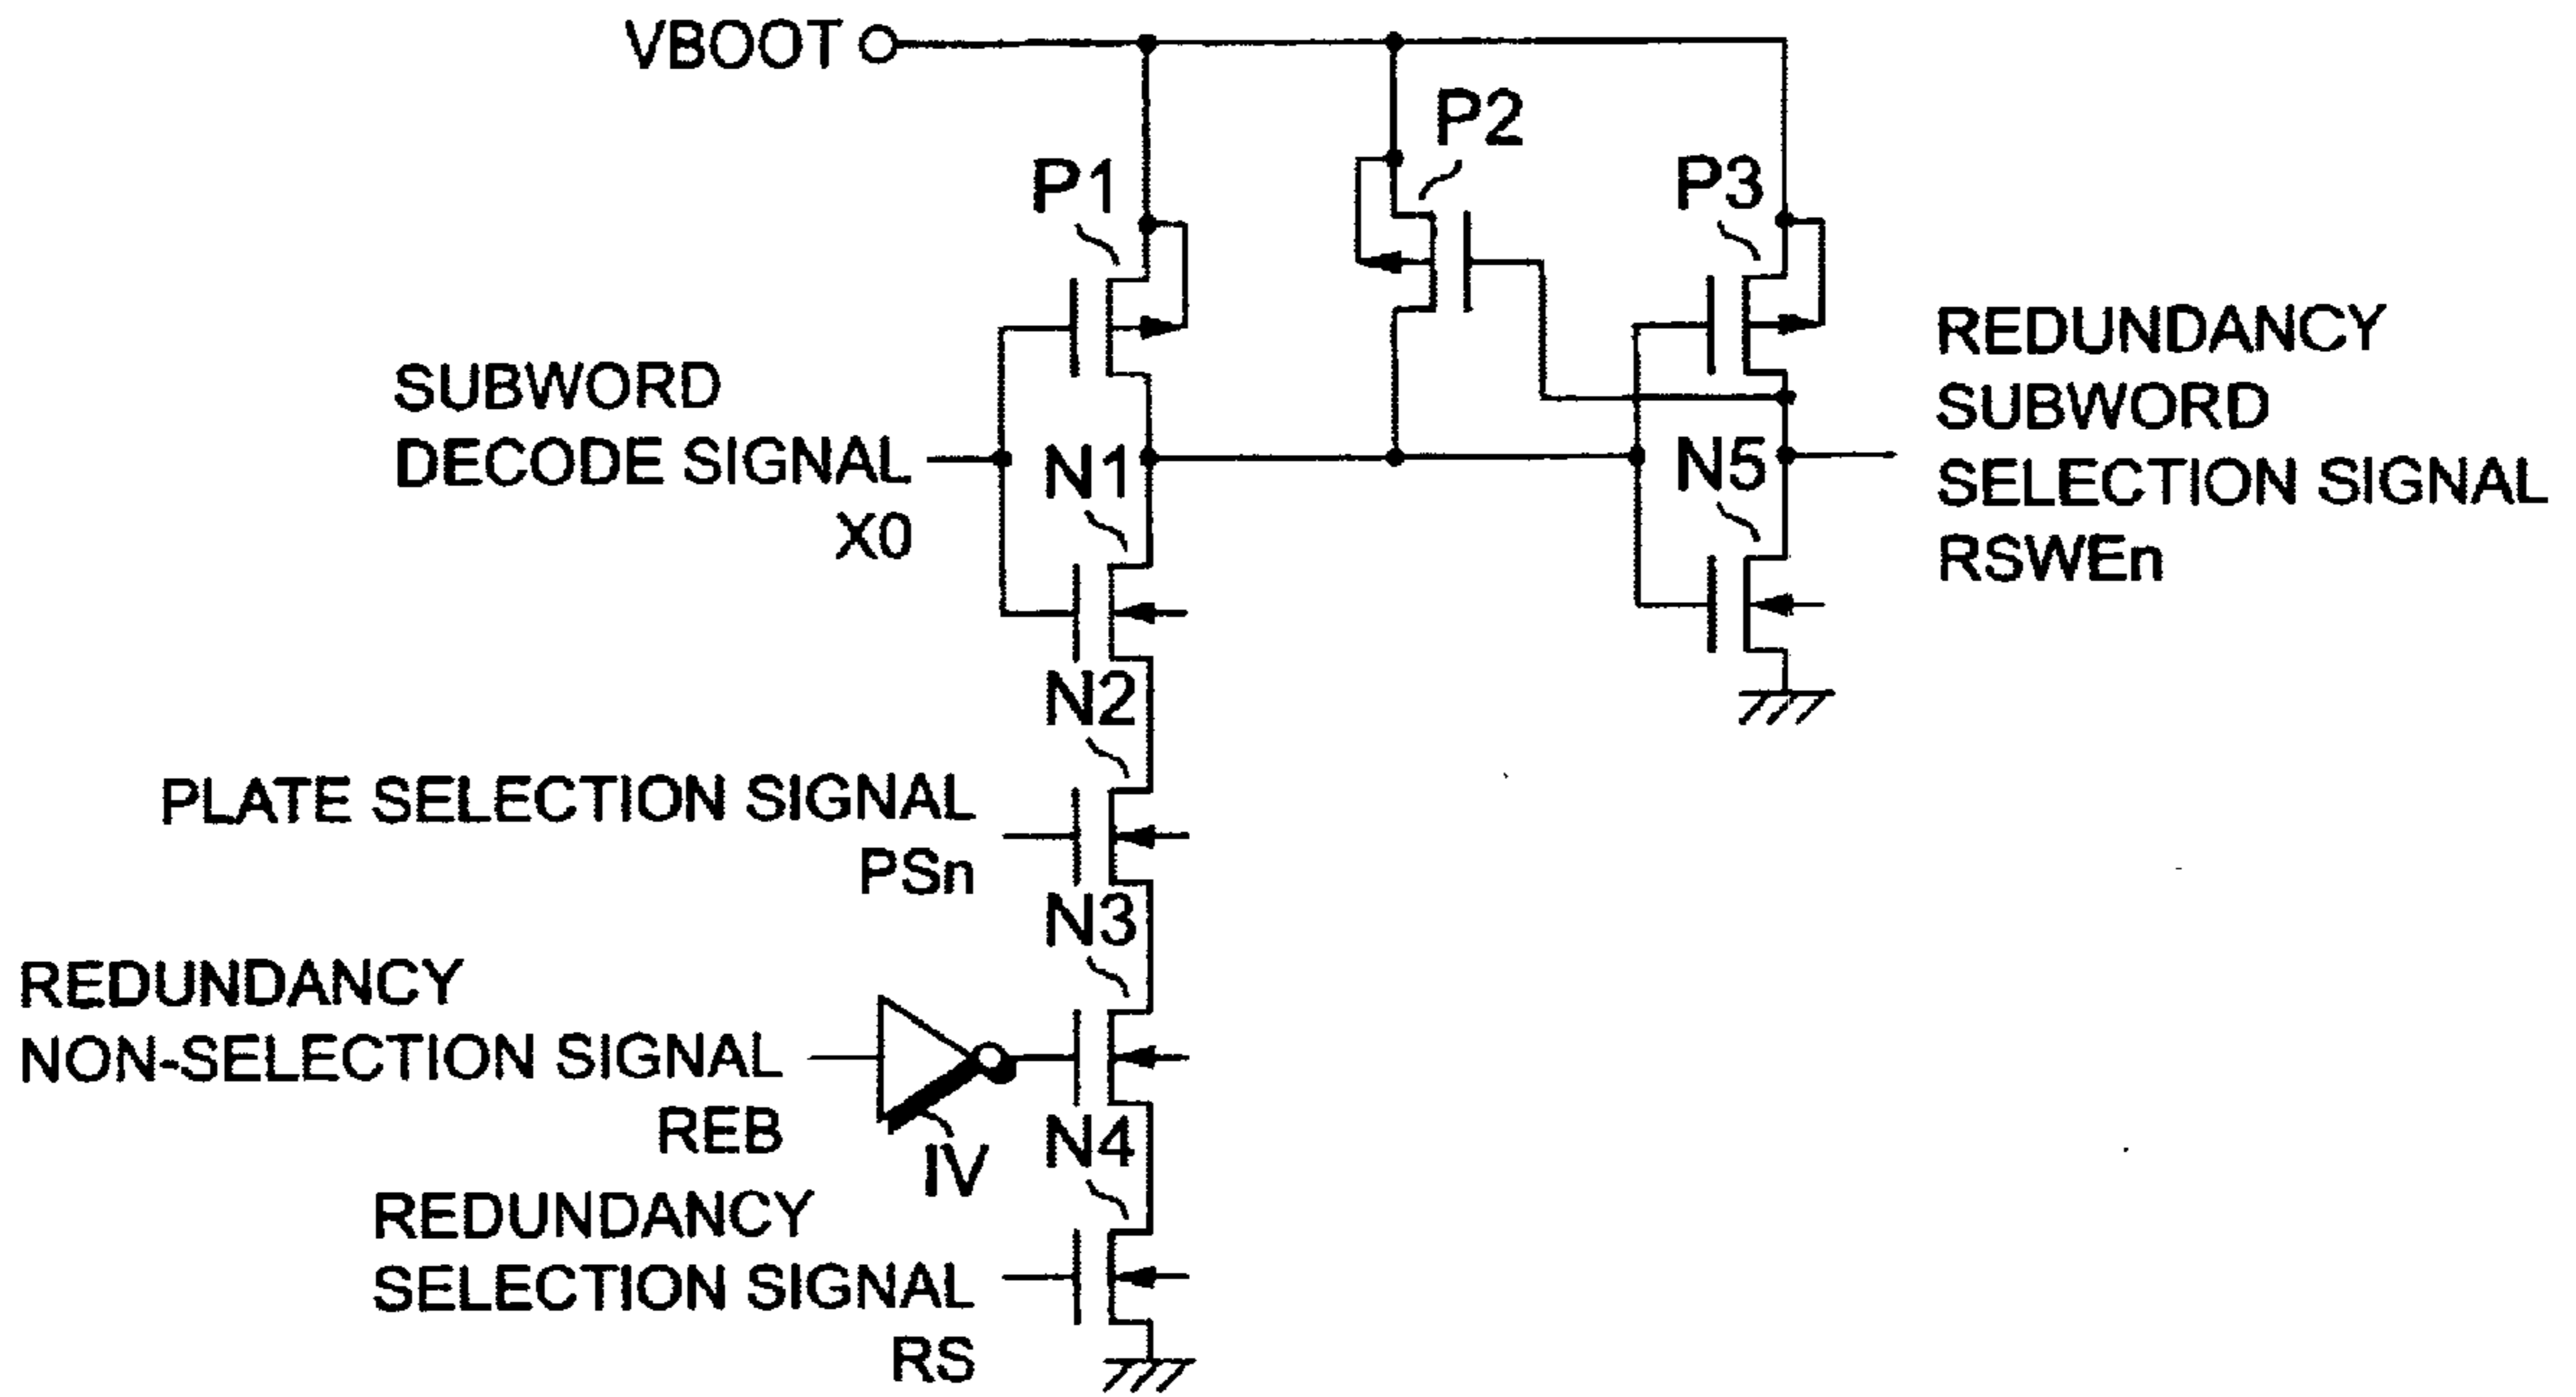 VBOOT
P2
P1
P3
REDUNDANCY
SUBWORD
SELECTION SIGNAL
RSWEn
SUBWORD
DECODE SIGNAL
X0
N1
N5
N2
PLATE SELECTION SIGNAL
PSn
N3
REDUNDANCY
NON-SELECTION SIGNAL
REB
IV
N4
REDUNDANCY
SELECTION SIGNAL
RS